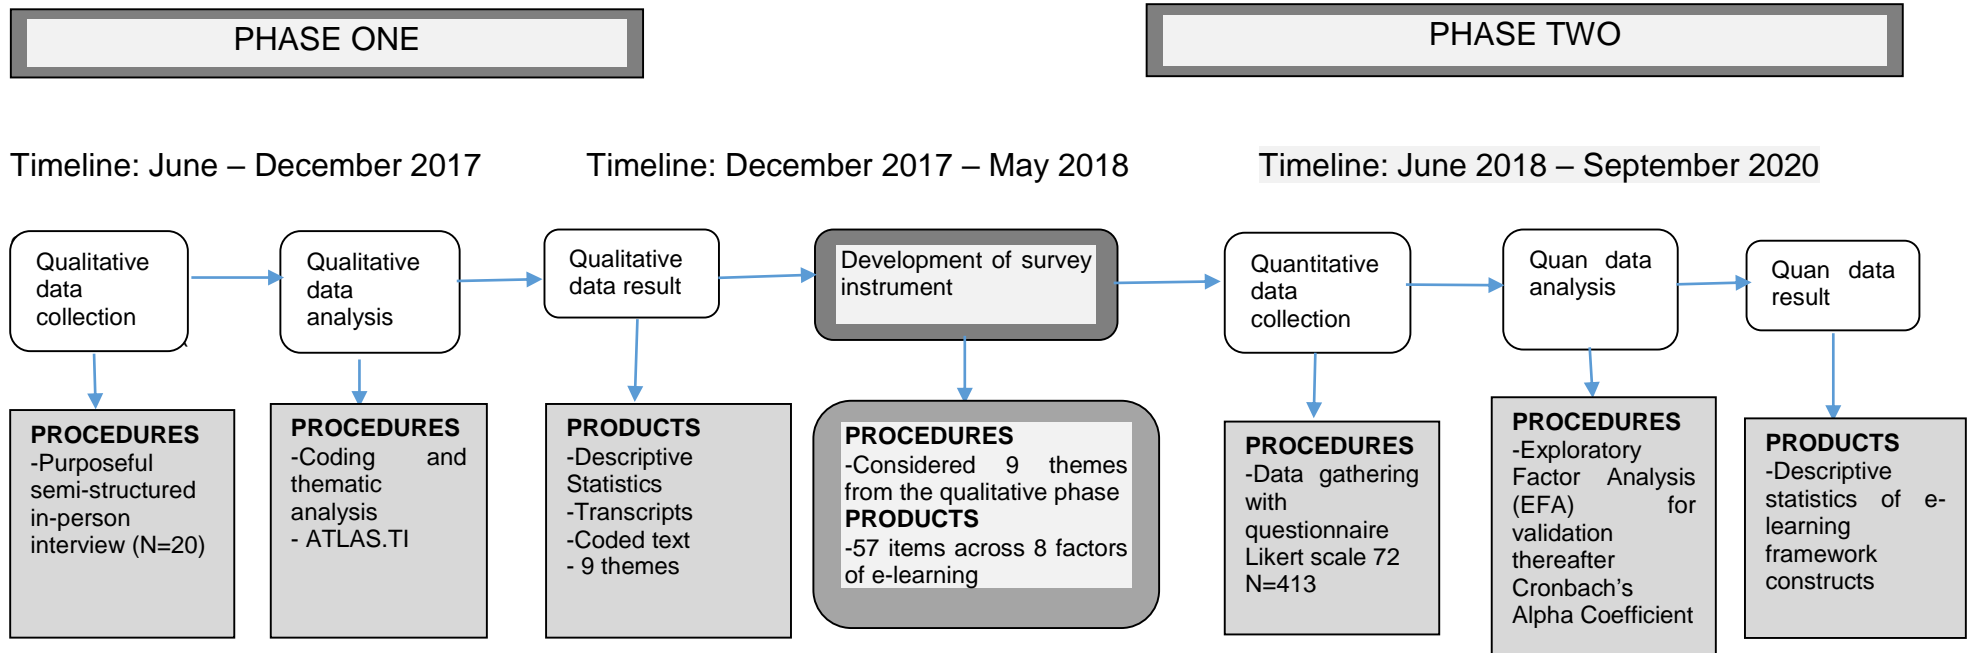 PHASE ONE
PHASE TWO
Timeline: June – December 2017
Timeline: December 2017 – May 2018
Timeline: June 2018 – September 2020
Qualitative
data
collection
Qualitative
data
analysis
Qualitative
data result
Development of survey
instrument
Quantitative
data
collection
Quan data
analysis
Quan data
result
PROCEDURES
-Purposeful
semi-structured
in-person
interview (N=20)
PROCEDURES
-Coding and
thematic
analysis
- ATLAS.TI
PRODUCTS
-Descriptive
Statistics
-Transcripts
-Coded text
- 9 themes
PROCEDURES
-Considered 9 themes
from the qualitative phase
PRODUCTS
-57 items across 8 factors
of e-learning
PROCEDURES
-Data gathering
with
questionnaire
Likert scale 72
N=413
PROCEDURES
-Exploratory
Factor Analysis
(EFA) for
validation
thereafter
Cronbach’s
Alpha Coefficient
PRODUCTS
-Descriptive
statistics of e-
learning
framework
constructs